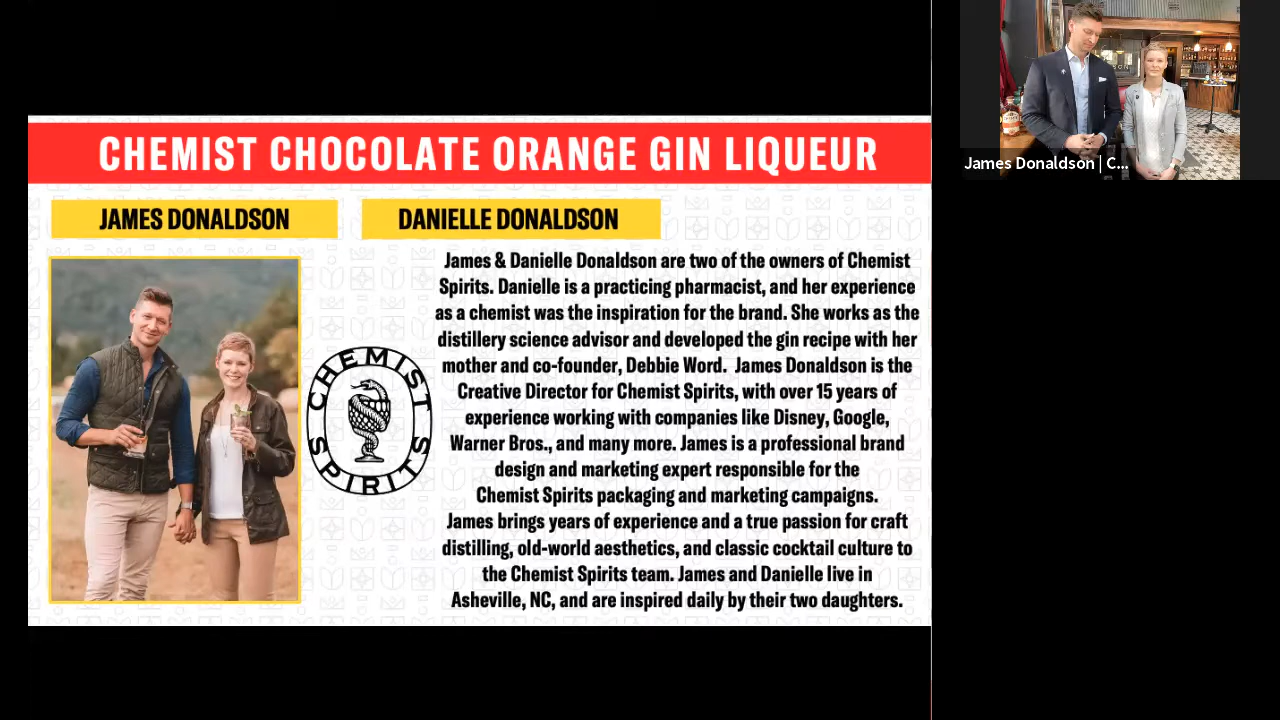 CHEMIST CHOCOLATE ORANGE GIN LIQUEUR
JAMES DONALDSON
DANIELLE DONALDSON
James & Danielle Donaldson are two of the owners of Chemist
Spirits. Danielle is a practicing pharmacist, and her experience
as a chemist was the inspiration for the brand. She works as the
distillery science advisor and developed the gin recipe with her
mother and co-founder, Debbie Word. James Donaldson is the
Creative Director for Chemist Spirits, with over 15 years of
experience working with companies like Disney, Google,
Warner Bros., and many more. James is a professional brand
design and marketing expert responsible for the
Chemist Spirits packaging and marketing campaigns.
James brings years of experience and a true passion for craft
distilling, old-world aesthetics, and classic cocktail culture to
the Chemist Spirits team. James and Danielle live in
Asheville, NC, and are inspired daily by their two daughters.
CHEMIST
SPIRITS
James Donaldson | C...